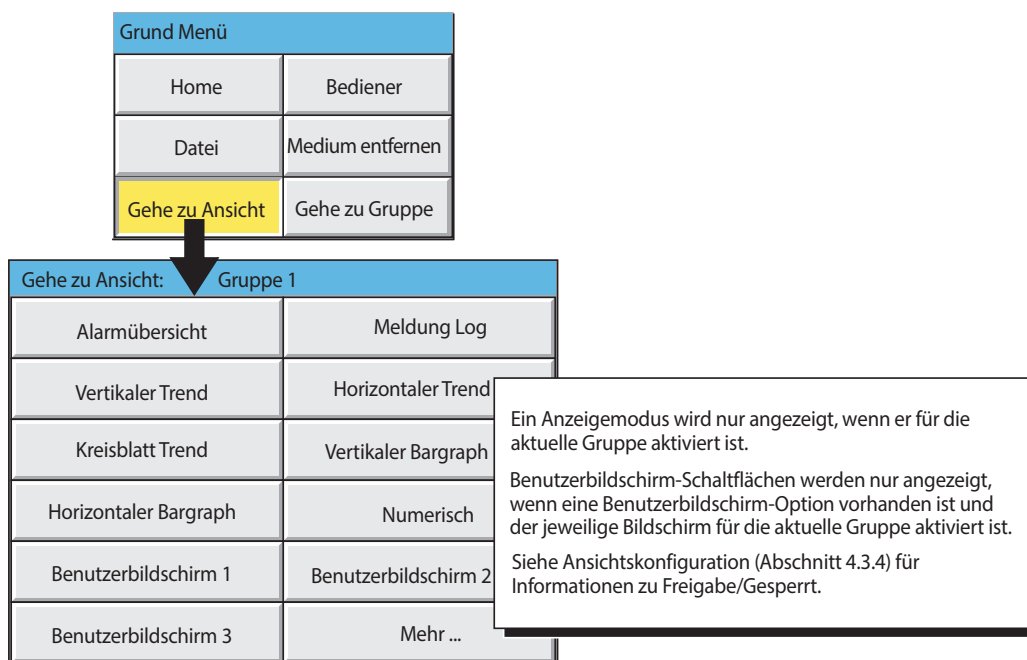 Grund Menü
Home Bediener
Datei Medium entfernen
Gehe zu Ansicht Gehe zu Gruppe
Gehe zu Ansicht: Gruppe 1
Alarmübersicht Meldung Log
Vertikaler Trend Horizontaler Trend
Kreisblatt Trend Vertikaler Bargraph
Horizontaler Bargraph Numerisch
Benutzerbildschirm 1 Benutzerbildschirm 2
Benutzerbildschirm 3 Mehr ...
Ein Anzeigemodus wird nur angezeigt, wenn er für die
aktuelle Gruppe aktiviert ist.
Benutzerbildschirm-Schaltflächen werden nur angezeigt,
wenn eine Benutzerbildschirm-Option vorhanden ist und
der jeweilige Bildschirm für die aktuelle Gruppe aktiviert ist.
Siehe Ansichtskonfiguration (Abschnitt 4.3.4) für
Informationen zu Freigabe/Gesperrt.